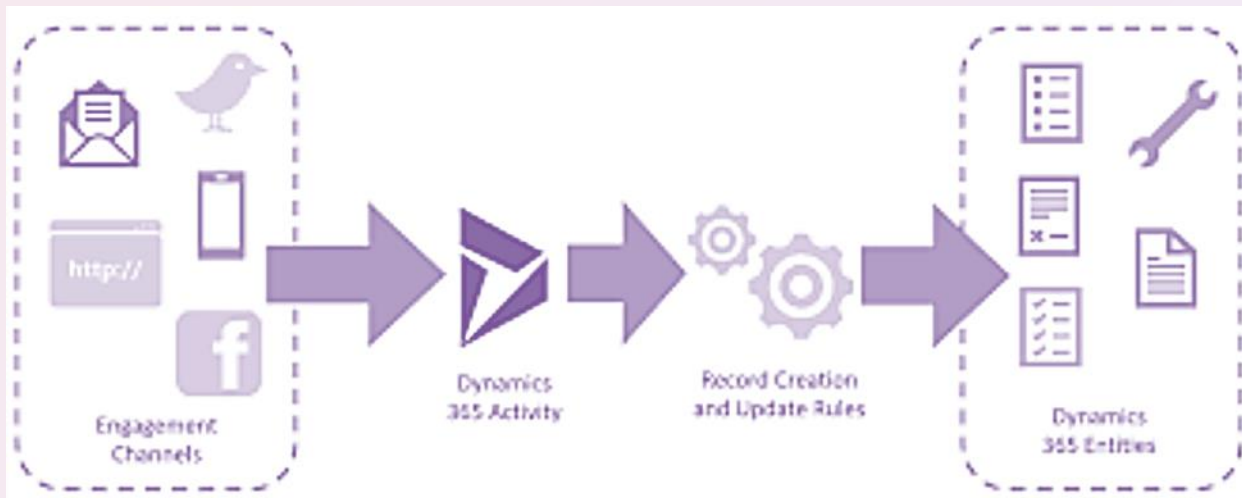 http://
f
Engagement
Channels
Dynamics
365 Activity
Record Creation
and Update Rules
Dynamics
365 Entities